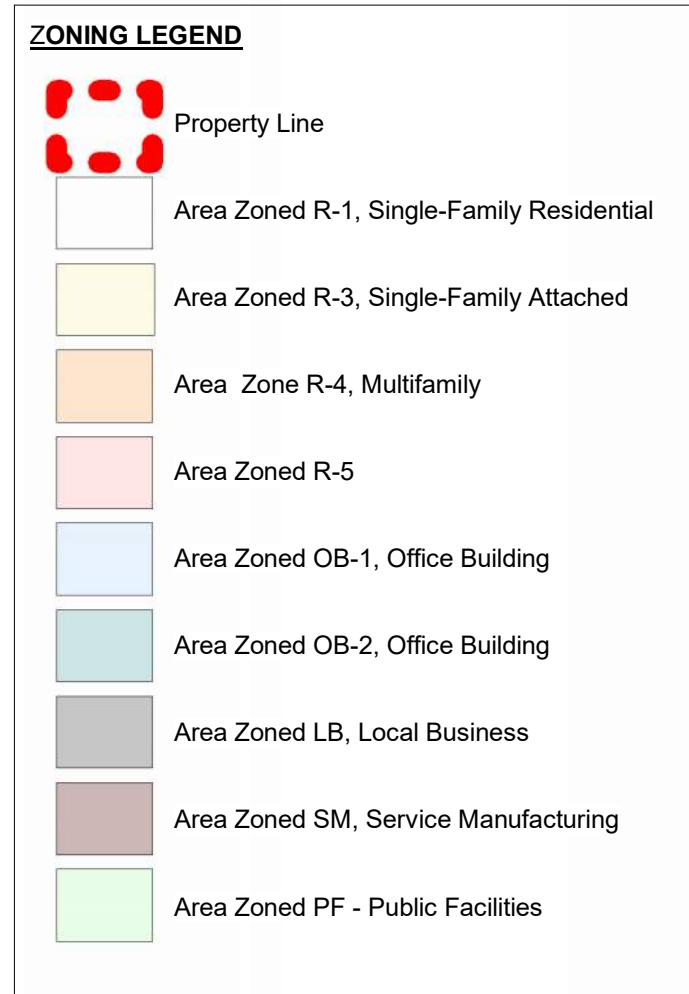 ZONING LEGEND
Property Line
Area Zoned R-1, Single-Family Residential
Area Zoned R-3, Single-Family Attached
Area  Zone R-4, Multifamily
Area Zoned R-5
Area Zoned OB-1, Office Building
Area Zoned OB-2, Office Building
Area Zoned LB, Local Business
Area Zoned SM, Service Manufacturing
Area Zoned PF - Public Facilities